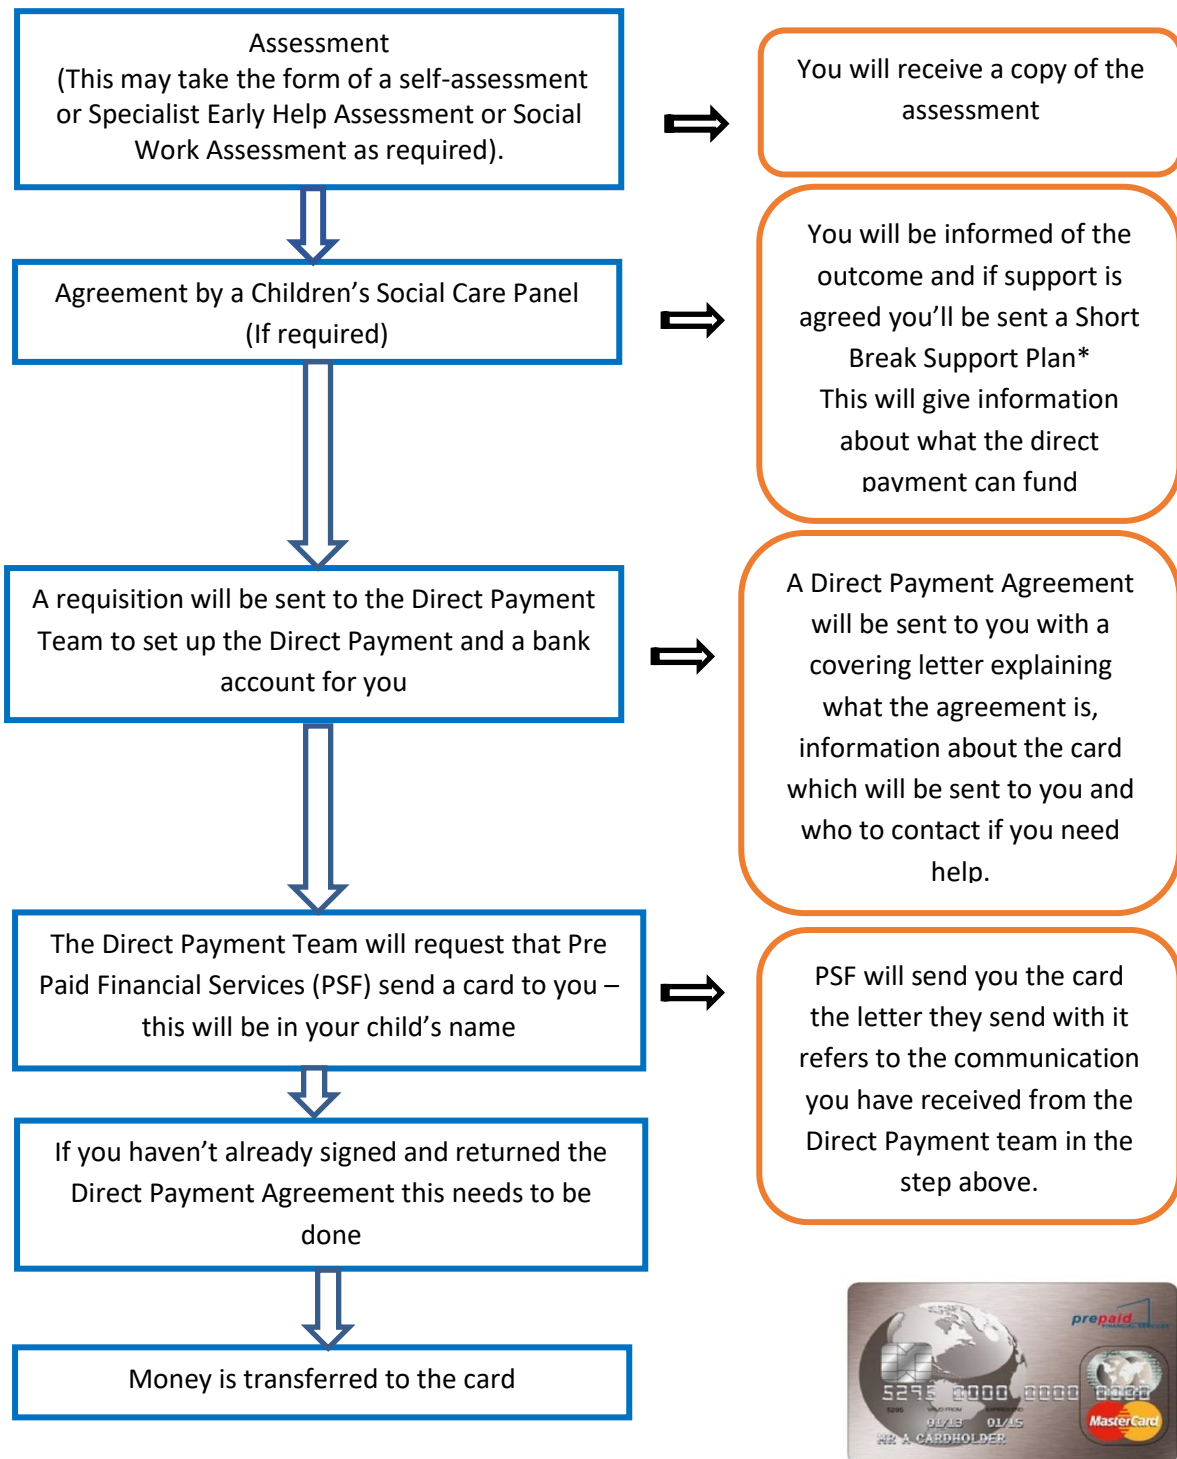 Assessment
(This may take the form of a self-assessment
or Specialist Early Help Assessment or Social
Work Assessment as required).
You will receive a copy of the
assessment
Agreement by a Children’s Social Care Panel
(If required)
You will be informed of the
outcome and if support is
agreed you’ll be sent a Short
Break Support Plan*
This will give information
about what the direct
payment can fund
A requisition will be sent to the Direct Payment
Team to set up the Direct Payment and a bank
account for you
A Direct Payment Agreement
will be sent to you with a
covering letter explaining
what the agreement is,
information about the card
which will be sent to you and
who to contact if you need
help.
The Direct Payment Team will request that Pre
Paid Financial Services (PSF) send a card to you –
this will be in your child’s name
PSF will send you the card
the letter they send with it
refers to the communication
you have received from the
Direct Payment team in the
step above.
If you haven’t already signed and returned the
Direct Payment Agreement this needs to be
done
Money is transferred to the card
prepaid
FINANCIAL SERVICES
5295 0000 0000 0000
5295 VALID FROM EXPIRES END
01/13 01/15
MR A CARDHOLDER
MasterCard